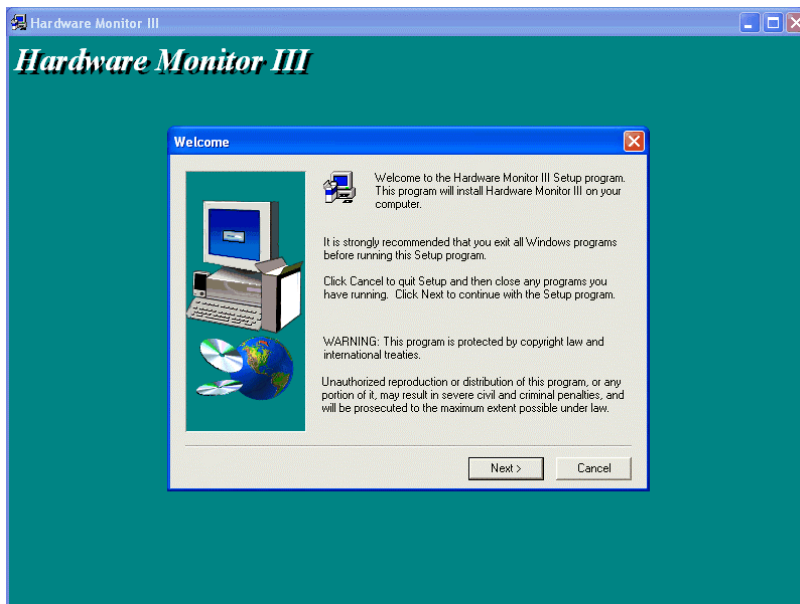 Hardware Monitor III
Hardware Monitor III
Welcome
Welcome to the Hardware Monitor III Setup program.
This program will install Hardware Monitor III on your
computer.
It is strongly recommended that you exit all Windows programs
before running this Setup program.
Click Cancel to quit Setup and then close any programs you
have running. Click Next to continue with the Setup program.
WARNING: This program is protected by copyright law and
international treaties.
Unauthorized reproduction or distribution of this program, or any
portion of it, may result in severe civil and criminal penalties, and
will be prosecuted to the maximum extent possible under law.
Next >
Cancel